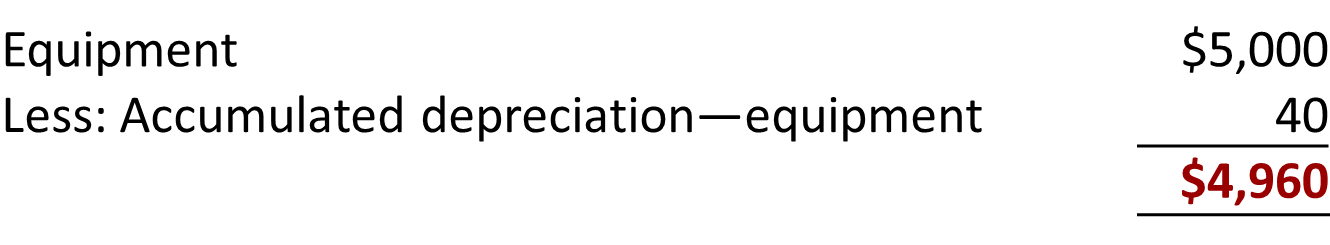 Equipment $5,000
Less: Accumulated depreciation—equipment 40
$4,960